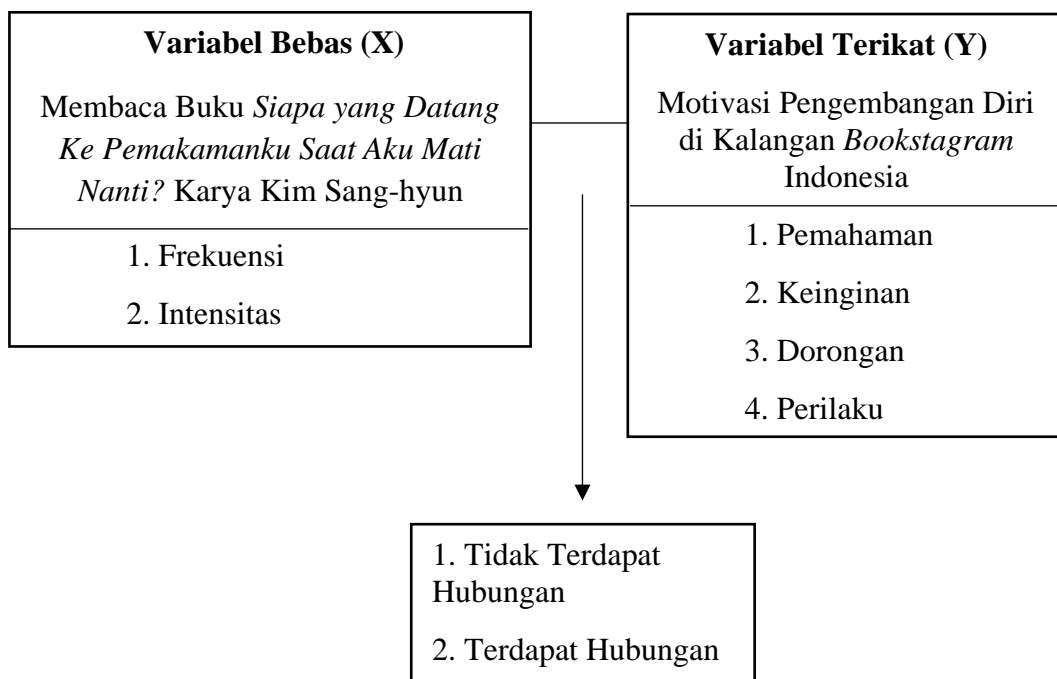 Variabel Bebas (X)
Membaca Buku Siapa yang Datang
Ke Pemakamanku Saat Aku Mati
Nanti? Karya Kim Sang-hyun
1. Frekuensi
2. Intensitas
Variabel Terikat (Y)
Motivasi Pengembangan Diri
di Kalangan Bookstagram
Indonesia
1. Pemahaman
2. Keinginan
3. Dorongan
4. Perilaku
1. Tidak Terdapat
Hubungan
2. Terdapat Hubungan